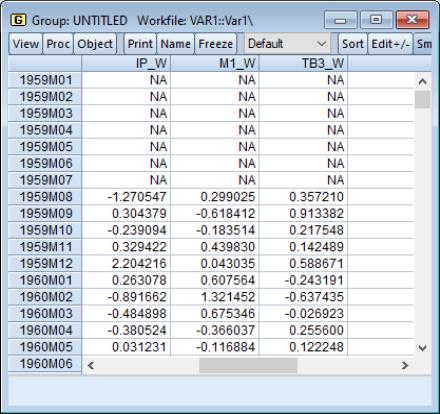 G Group: UNTITLED Workfile: VAR1::Var1\
View Proc Object Print Name Freeze Default Sort Edit+/- Sm
IP_W M1_W TB3_W
1959M01 NA NA NA
1959M02 NA NA NA
1959M03 NA NA NA
1959M04 NA NA NA
1959M05 NA NA NA
1959M06 NA NA NA
1959M07 NA NA NA
1959M08 -1.270547 0.299025 0.357210
1959M09 0.304379 -0.618412 0.913382
1959M10 -0.239094 -0.183514 0.217548
1959M11 0.329422 0.439830 0.142489
1959M12 2.204216 0.043035 0.588671
1960M01 0.263078 0.607564 -0.243191
1960M02 -0.891662 1.321452 -0.637435
1960M03 -0.484898 0.675346 -0.026923
1960M04 -0.380524 -0.366037 0.255600
1960M05 0.031231 -0.116884 0.122248
1960M06